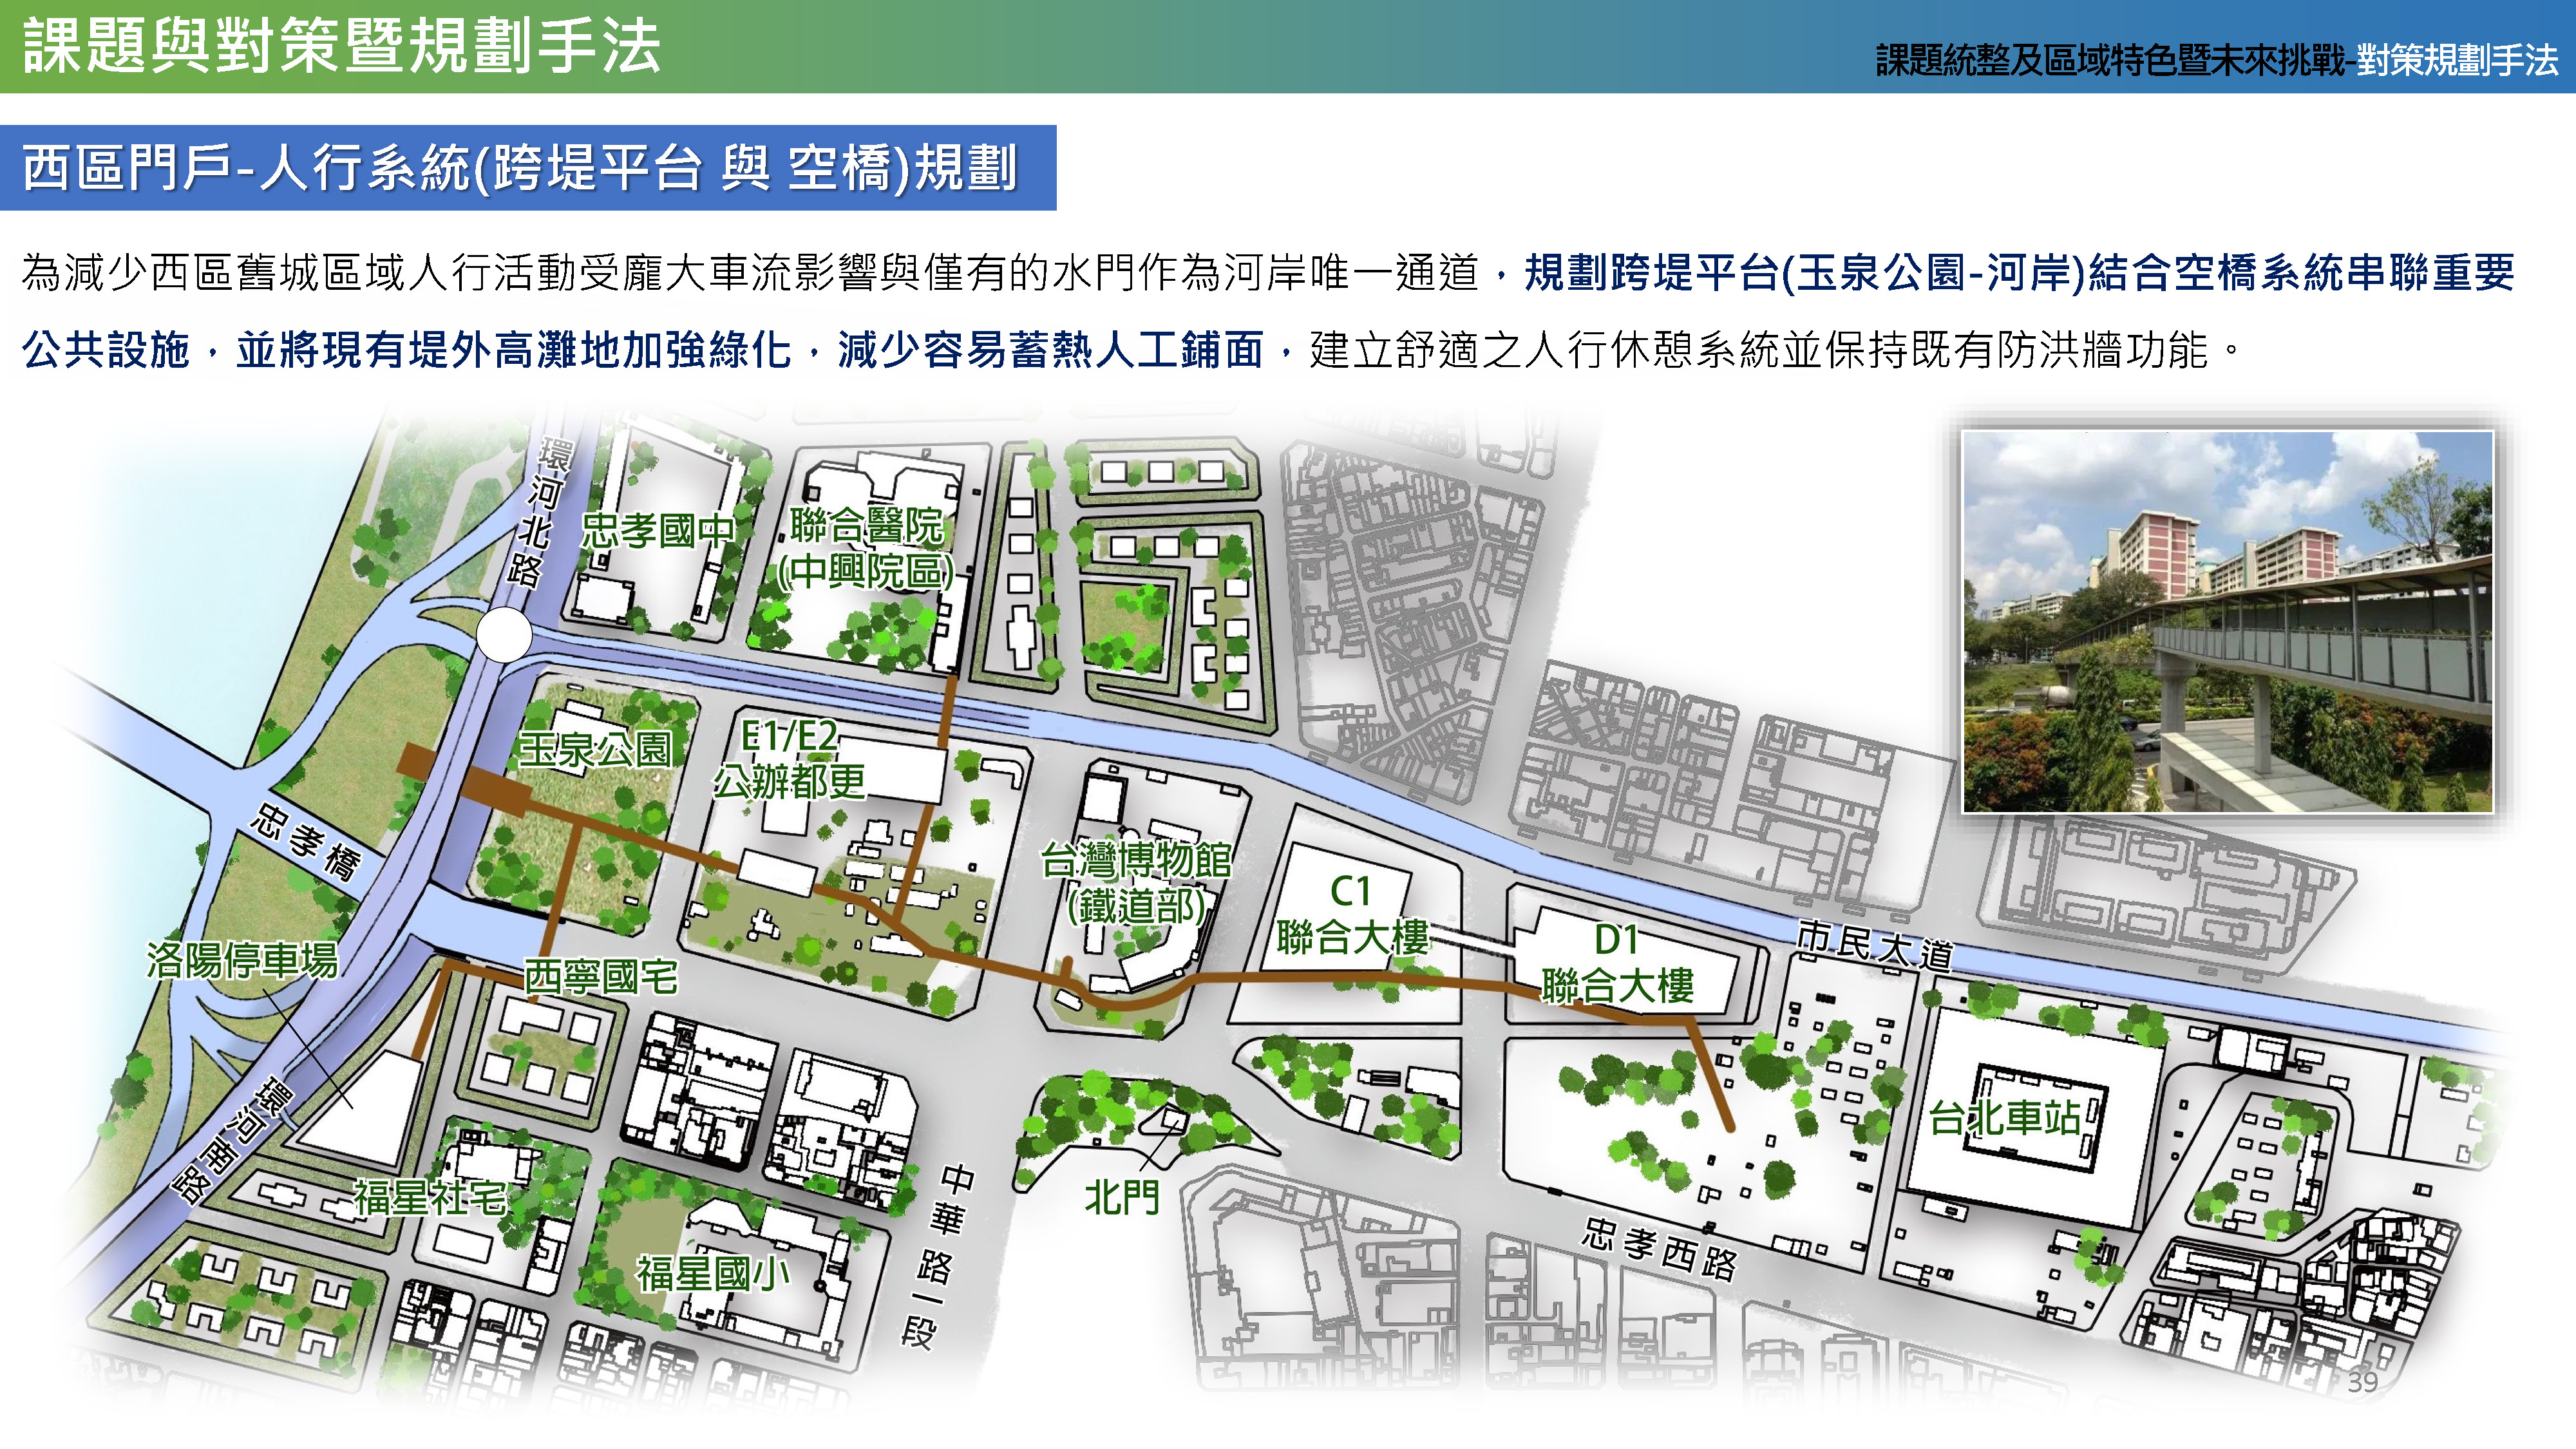 課題與對策暨規劃手法
課題統整及區域特色暨未來挑戰-對策規劃手法
西區門戶-人行系統(跨堤平台 與 空橋)規劃
為減少西區舊城區域人行活動受龐大車流影響與僅有的水門作為河岸唯一通道，規劃跨堤平台(玉泉公園-河岸)結合空橋系統串聯重要
公共設施，並將現有堤外高灘地加強綠化，減少容易蓄熱人工鋪面，建立舒適之人行休憩系統並保持既有防洪牆功能。
環河北路
忠孝國中
聯合醫院
(中興院區)
玉泉公園
E1/E2
公辦都更
忠孝橋
台灣博物館
(鐵道部)
C1
聯合大樓
D1
聯合大樓
市民大道
洛陽停車場
西寧國宅
環河南路
台北車站
福星社宅
中華路一段
北門
福星國小
忠孝西路
39